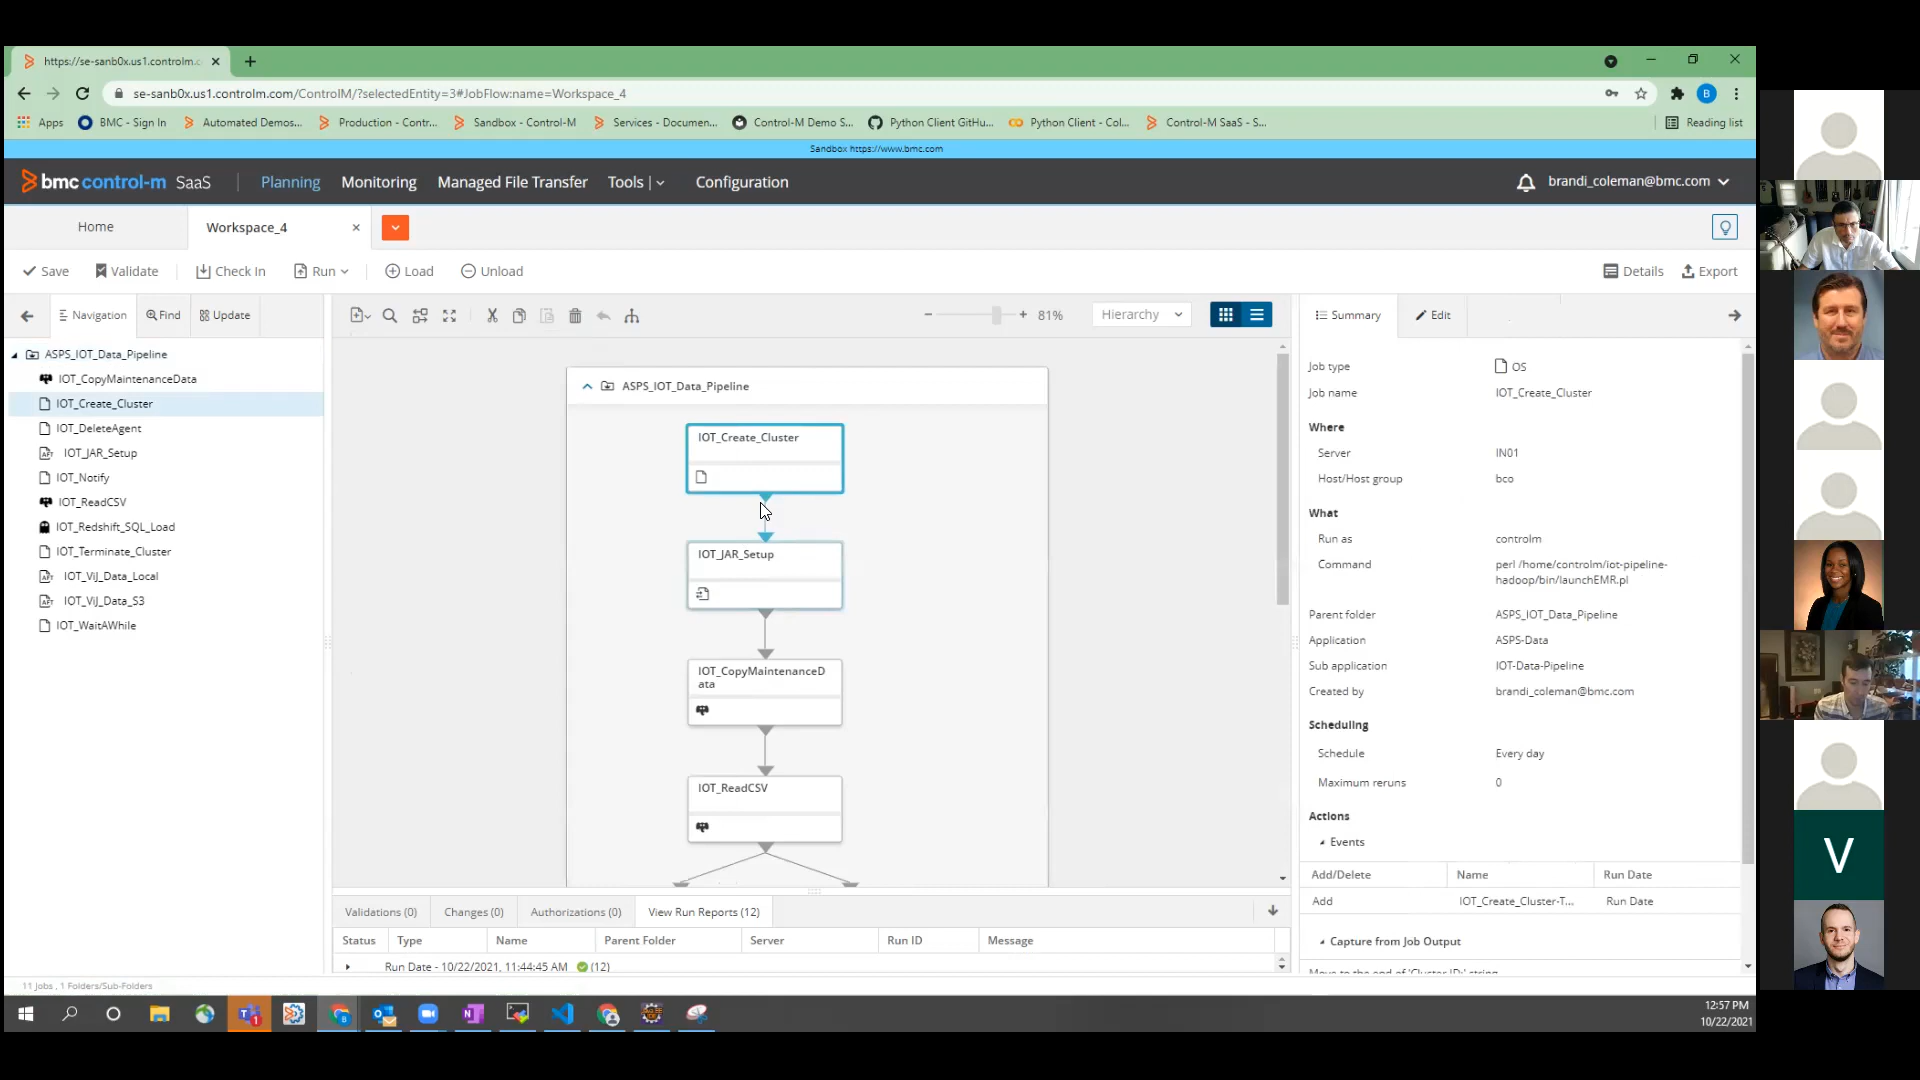 https://se-sanb0x.us1.controlm.c
se-sanb0x.us1.controlm.com/ControlM/?selectedEntity=3#JobFlow:name=Workspace_4
Apps
BMC - Sign In
Automated Demos...
Production - Contr...
Sandbox - Control-M
Services - Documen...
Control-M Demo S...
Python Client GitHu...
Python Client - Col...
Control-M SaaS - S...
Reading list
Sandbox https://www.bmc.com
bmc control-m SaaS
Planning
Monitoring
Managed File Transfer
Tools
Configuration
brandi_coleman@bmc.com
Home
Workspace_4
Save
Validate
Check In
Run
Load
Unload
Details
Export
Navigation
Find
Update
81%
Hierarchy
Summary
Edit
ASPS_IOT_Data_Pipeline
IOT_CopyMaintenanceData
IOT_Create_Cluster
IOT_DeleteAgent
IOT_JAR_Setup
IOT_Notify
IOT_ReadCSV
IOT_Redshift_SQL_Load
IOT_Terminate_Cluster
IOT_ViJ_Data_Local
IOT_ViJ_Data_S3
IOT_WaitAWhile
ASPS_IOT_Data_Pipeline
IOT_Create_Cluster
IOT_JAR_Setup
IOT_CopyMaintenanceD
ata
IOT_ReadCSV
Job type OS
Job name IOT_Create_Cluster
Where
Server IN01
Host/Host group bco
What
Run as controlm
Command perl /home/controlm/iot-pipeline-
hadoop/bin/launchEMR.pl
Parent folder ASPS_IOT_Data_Pipeline
Application ASPS-Data
Sub application IOT-Data-Pipeline
Created by brandi_coleman@bmc.com
Scheduling
Schedule Every day
Maximum reruns 0
Actions
Events
Add/Delete Name Run Date
Add IOT_Create_Cluster-T... Run Date
Capture from Job Output
Move to the end of 'Cluster ID:' string
Validations (0)
Changes (0)
Authorizations (0)
View Run Reports (12)
Status Type Name Parent Folder Server Run ID Message
Run Date - 10/22/2021, 11:44:45 AM (12)
11 Jobs , 1 Folders/Sub-Folders
12:57 PM
10/22/2021
B
V